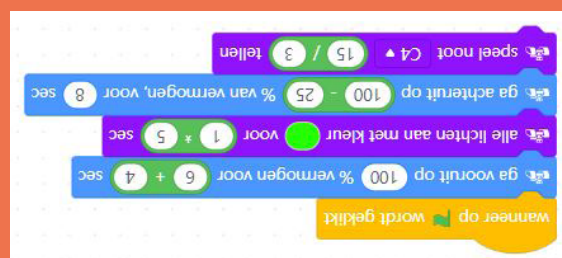 wanneer op wordt geklikt
ga vooruit op 100 % vermogen voor 6 + 4 sec
alle lichten aan met kleur voor 1 * 5 sec
ga achteruit op 100 - 25 % van vermogen, voor 8 sec
speel noot C4 ▾ 15 / 3 tellen